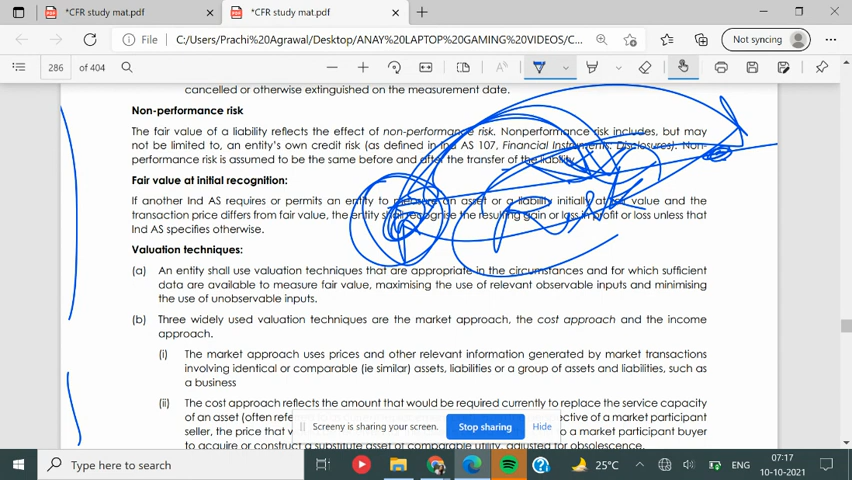 *CFR study mat.pdf
*CFR study mat.pdf
File
C:/Users/Prachi%20Agrawal/Desktop/ANAY%20LAPTOP%20GAMING%20VIDEOS/C...
Not syncing
286 of 404
cancelled or otherwise extinguished on the measurement date.
Non-performance risk
The fair value of a liability reflects the effect of non-performance risk. Nonperformance risk includes, but may
not be limited to, an entity's own credit risk (as defined in Ind AS 107, Financial Instruments: Disclosures). Non-
performance risk is assumed to be the same before and after the transfer of the liability.
Fair value at initial recognition:
If another Ind AS requires or permits an entity to measure an asset or a liability initially at fair value and the
transaction price differs from fair value, the entity shall recognise the resulting gain or loss in profit or loss unless that
Ind AS specifies otherwise.
Valuation techniques:
(a) An entity shall use valuation techniques that are appropriate in the circumstances and for which sufficient
data are available to measure fair value, maximising the use of relevant observable inputs and minimising
the use of unobservable inputs.
(b) Three widely used valuation techniques are the market approach, the cost approach and the income
approach.
(i) The market approach uses prices and other relevant information generated by market transactions
involving identical or comparable (ie similar) assets, liabilities or a group of assets and liabilities, such as
a business
(ii) The cost approach reflects the amount that would be required currently to replace the service capacity
of an asset (often refe
ective of a market participant
seller, the price that w
o a market participant buyer
to acquire or construct a substitute asset of comparable utility, adjusted for obsolescence.
Screeny is sharing your screen.
Stop sharing
Hide
Type here to search
25°C
ENG
07:17
10-10-2021